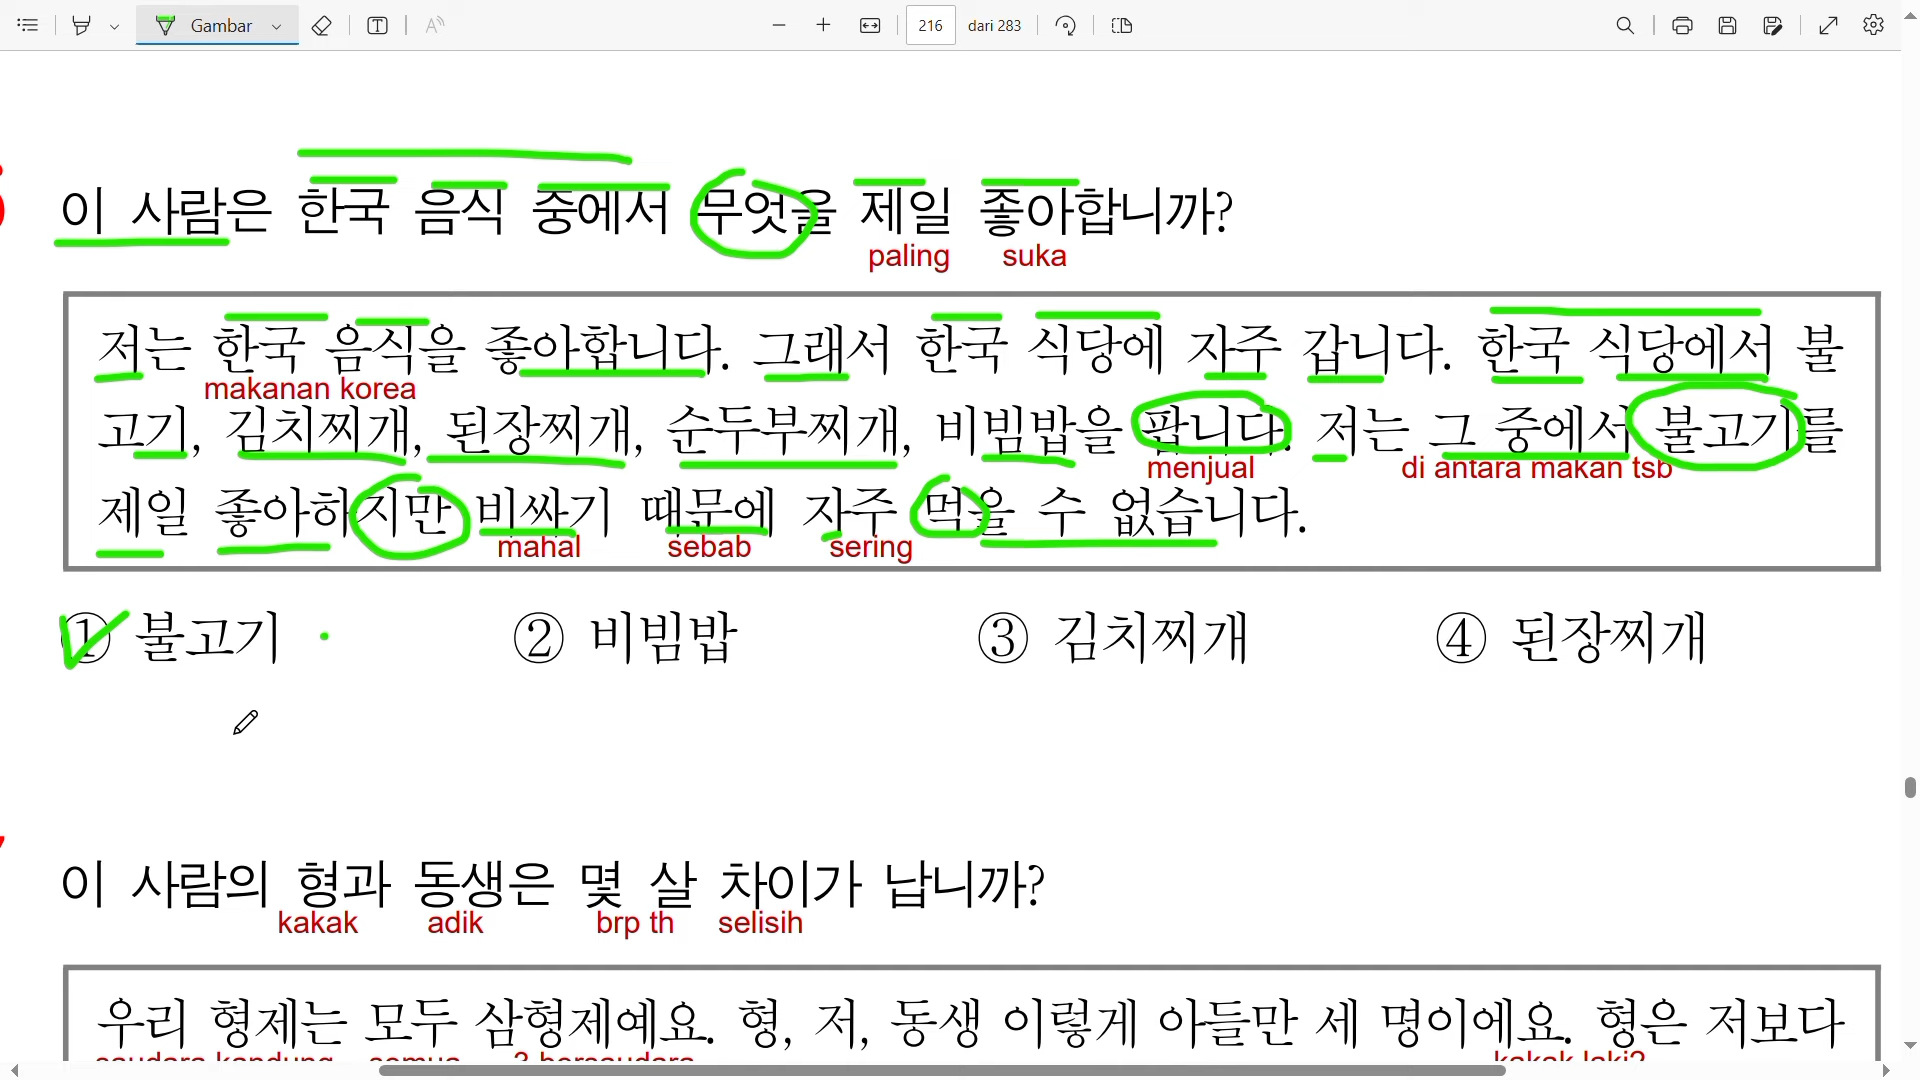 Gambar 216 dari 283
이 사람은 한국 음식 중에서 무엇을 제일 좋아합니까?
paling suka
저는 한국 음식을 좋아합니다. 그래서 한국 식당에 자주 갑니다. 한국 식당에서 불
makanan korea
고기, 김치찌개, 된장찌개, 순두부찌개, 비빔밥을 팝니다. 저는 그 중에서 불고기를
menjual di antara makan tsb
제일 좋아하지만 비싸기 때문에 자주 먹을 수 없습니다.
mahal sebab sering
① 불고기 ② 비빔밥 ③ 김치찌개 ④ 된장찌개
이 사람의 형과 동생은 몇 살 차이가 납니까?
kakak adik brp th selisih
우리 형제는 모두 삼형제예요. 형, 저, 동생 이렇게 아들만 세 명이에요. 형은 저보다
saudara kandung semua 3 bersaudara